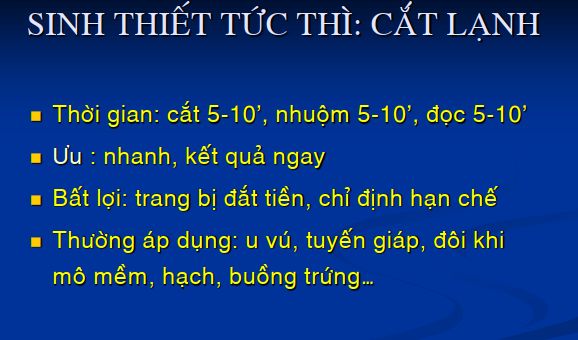 SINH THIẾT TỨC THÌ: CẮT LẠNH
Thời gian: cắt 5-10’, nhuộm 5-10’, đọc 5-10’
Ưu : nhanh, kết quả ngay
Bất lợi: trang bị đắt tiền, chỉ định hạn chế
Thường áp dụng: u vú, tuyến giáp, đôi khi
mô mềm, hạch, buồng trứng…